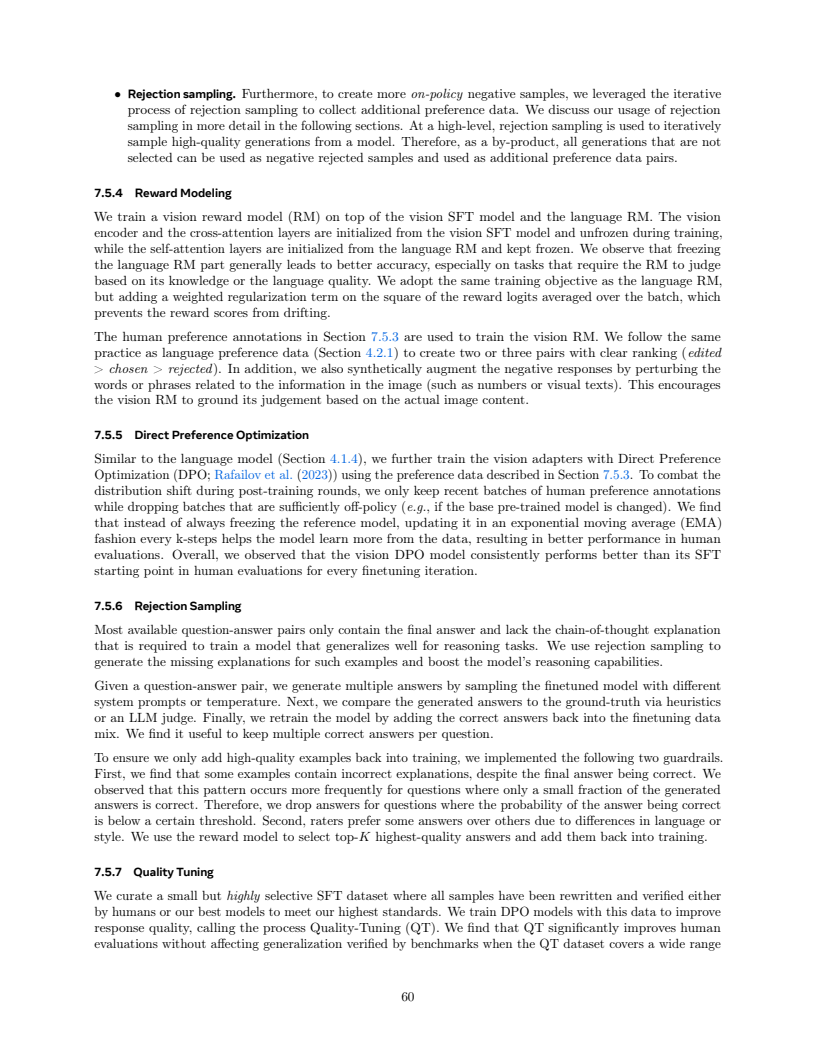 • Rejection sampling. Furthermore, to create more on-policy negative samples, we leveraged the iterative
process of rejection sampling to collect additional preference data. We discuss our usage of rejection
sampling in more detail in the following sections. At a high-level, rejection sampling is used to iteratively
sample high-quality generations from a model. Therefore, as a by-product, all generations that are not
selected can be used as negative rejected samples and used as additional preference data pairs.
7.5.4 Reward Modeling
We train a vision reward model (RM) on top of the vision SFT model and the language RM. The vision
encoder and the cross-attention layers are initialized from the vision SFT model and unfrozen during training,
while the self-attention layers are initialized from the language RM and kept frozen. We observe that freezing
the language RM part generally leads to better accuracy, especially on tasks that require the RM to judge
based on its knowledge or the language quality. We adopt the same training objective as the language RM,
but adding a weighted regularization term on the square of the reward logits averaged over the batch, which
prevents the reward scores from drifting.
The human preference annotations in Section 7.5.3 are used to train the vision RM. We follow the same
practice as language preference data (Section 4.2.1) to create two or three pairs with clear ranking (edited
> chosen > rejected). In addition, we also synthetically augment the negative responses by perturbing the
words or phrases related to the information in the image (such as numbers or visual texts). This encourages
the vision RM to ground its judgement based on the actual image content.
7.5.5 Direct Preference Optimization
Similar to the language model (Section 4.1.4), we further train the vision adapters with Direct Preference
Optimization (DPO; Rafailov et al. (2023)) using the preference data described in Section 7.5.3. To combat the
distribution shift during post-training rounds, we only keep recent batches of human preference annotations
while dropping batches that are sufficiently off-policy (e.g., if the base pre-trained model is changed). We find
that instead of always freezing the reference model, updating it in an exponential moving average (EMA)
fashion every k-steps helps the model learn more from the data, resulting in better performance in human
evaluations. Overall, we observed that the vision DPO model consistently performs better than its SFT
starting point in human evaluations for every finetuning iteration.
7.5.6 Rejection Sampling
Most available question-answer pairs only contain the final answer and lack the chain-of-thought explanation
that is required to train a model that generalizes well for reasoning tasks. We use rejection sampling to
generate the missing explanations for such examples and boost the model's reasoning capabilities.
Given a question-answer pair, we generate multiple answers by sampling the finetuned model with different
system prompts or temperature. Next, we compare the generated answers to the ground-truth via heuristics
or an LLM judge. Finally, we retrain the model by adding the correct answers back into the finetuning data
mix. We find it useful to keep multiple correct answers per question.
To ensure we only add high-quality examples back into training, we implemented the following two guardrails.
First, we find that some examples contain incorrect explanations, despite the final answer being correct. We
observed that this pattern occurs more frequently for questions where only a small fraction of the generated
answers is correct. Therefore, we drop answers for questions where the probability of the answer being correct
is below a certain threshold. Second, raters prefer some answers over others due to differences in language or
style. We use the reward model to select top-K highest-quality answers and add them back into training.
7.5.7 Quality Tuning
We curate a small but highly selective SFT dataset where all samples have been rewritten and verified either
by humans or our best models to meet our highest standards. We train DPO models with this data to improve
response quality, calling the process Quality-Tuning (QT). We find that QT significantly improves human
evaluations without affecting generalization verified by benchmarks when the QT dataset covers a wide range
60